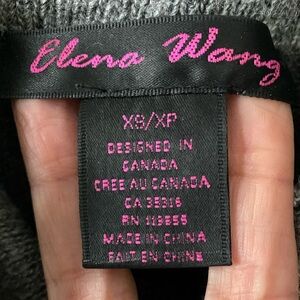 Elena Wang
XS/XP
DESIGNED IN
CANADA
CREE AU CANADA
CA 35316
RN 113555
MADE IN CHINA
FAIT EN CHINE